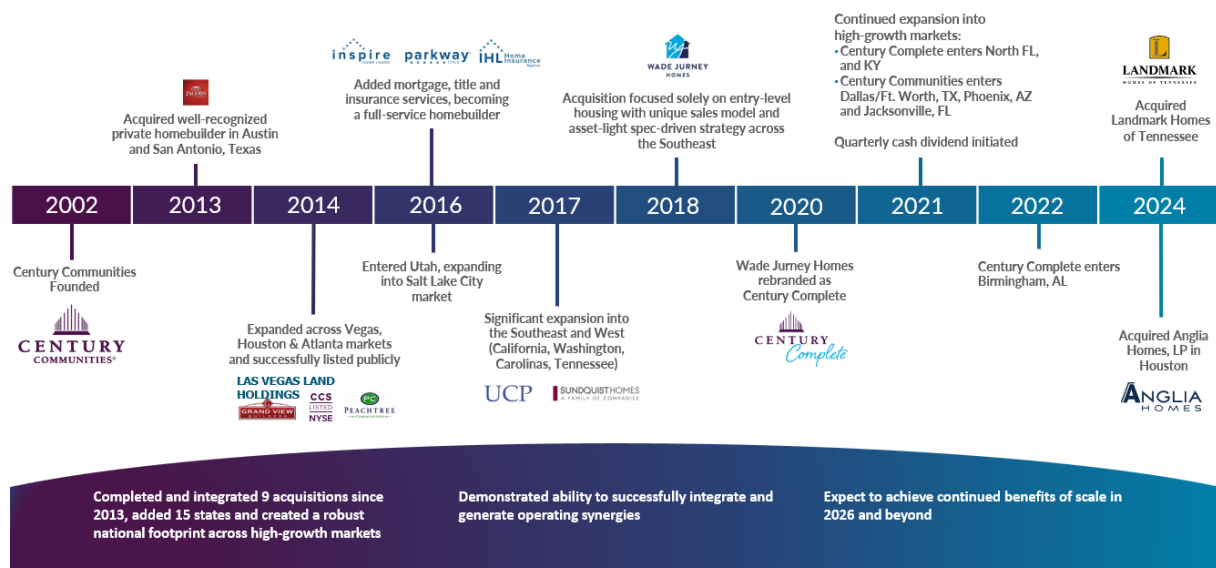 inspire
HOME LOANS
parkway
TITLE
IHL Home Insurance
Agency
JACOBS
Added mortgage, title and
insurance services, becoming
a full-service homebuilder
Acquired well-recognized
private homebuilder in Austin
and San Antonio, Texas
WADE JURNEY
HOMES
Acquisition focused solely on entry-level
housing with unique sales model and
asset-light spec-driven strategy across
the Southeast
Continued expansion into
high-growth markets:
• Century Complete enters North FL,
and KY
• Century Communities enters
Dallas/Ft. Worth, TX, Phoenix, AZ
and Jacksonville, FL
Quarterly cash dividend initiated
L
LANDMARK
HOMES OF TENNESSEE
Acquired
Landmark Homes
of Tennessee
2002 2013 2014 2016 2017 2018 2020 2021 2022 2024
Century Communities
Founded
CENTURY
COMMUNITIES®
Expanded across Vegas,
Houston & Atlanta markets
and successfully listed publicly
LAS VEGAS LAND
HOLDINGS
GRAND VIEW
BUILDERS
CCS
LISTED
NYSE
PC
PEACHTREE
COMMUNITIES
Entered Utah, expanding
into Salt Lake City
market
Significant expansion into
the Southeast and West
(California, Washington,
Carolinas, Tennessee)
UCP
SUNDQUIST HOMES
A FAMILY OF COMPANIES
Wade Jurney Homes
rebranded as
Century Complete
CENTURY
Complete
Century Complete enters
Birmingham, AL
Acquired Anglia
Homes, LP in
Houston
ANGLIA
HOMES
Completed and integrated 9 acquisitions since
2013, added 15 states and created a robust
national footprint across high-growth markets
Demonstrated ability to successfully integrate and
generate operating synergies
Expect to achieve continued benefits of scale in
2026 and beyond